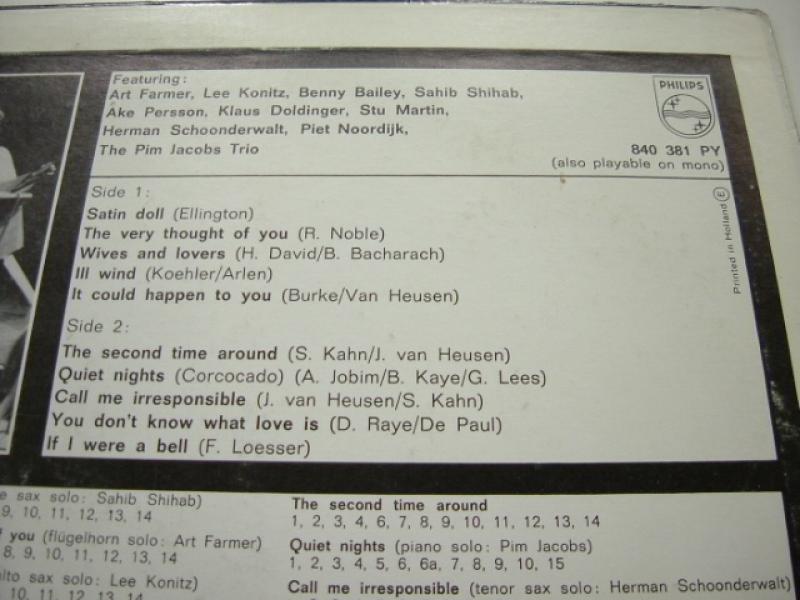 Featuring:
Art Farmer, Lee Konitz, Benny Bailey, Sahib Shihab,
Åke Persson, Klaus Doldinger, Stu Martin,
Herman Schoonderwalt, Piet Noordijk,
The Pim Jacobs Trio
PHILIPS
840 381 PY
(also playable on mono)
Side 1:
Satin doll (Ellington)
The very thought of you (R. Noble)
Wives and lovers (H. David/B. Bacharach)
Ill wind (Koehler/Arlen)
It could happen to you (Burke/Van Heusen)
Side 2:
The second time around (S. Kahn/J. van Heusen)
Quiet nights (Corcocado) (A. Jobim/B. Kaye/G. Lees)
Call me irresponsible (J. van Heusen/S. Kahn)
You don't know what love is (D. Raye/De Paul)
If I were a bell (F. Loesser)
Printed in Holland E
e sax solo: Sahib Shihab)
9, 10, 11, 12, 13, 14
you (flügelhorn solo: Art Farmer)
8, 9, 10, 11, 12, 13, 14
lto sax solo: Lee Konitz)
10, 11, 12, 13, 14
The second time around
1, 2, 3, 4, 6, 7, 8, 9, 10, 11, 12, 13, 14
Quiet nights (piano solo: Pim Jacobs)
1, 2, 3, 4, 5, 6, 6a, 7, 8, 9, 10, 15
Call me irresponsible (tenor sax solo: Herman Schoonderwalt)